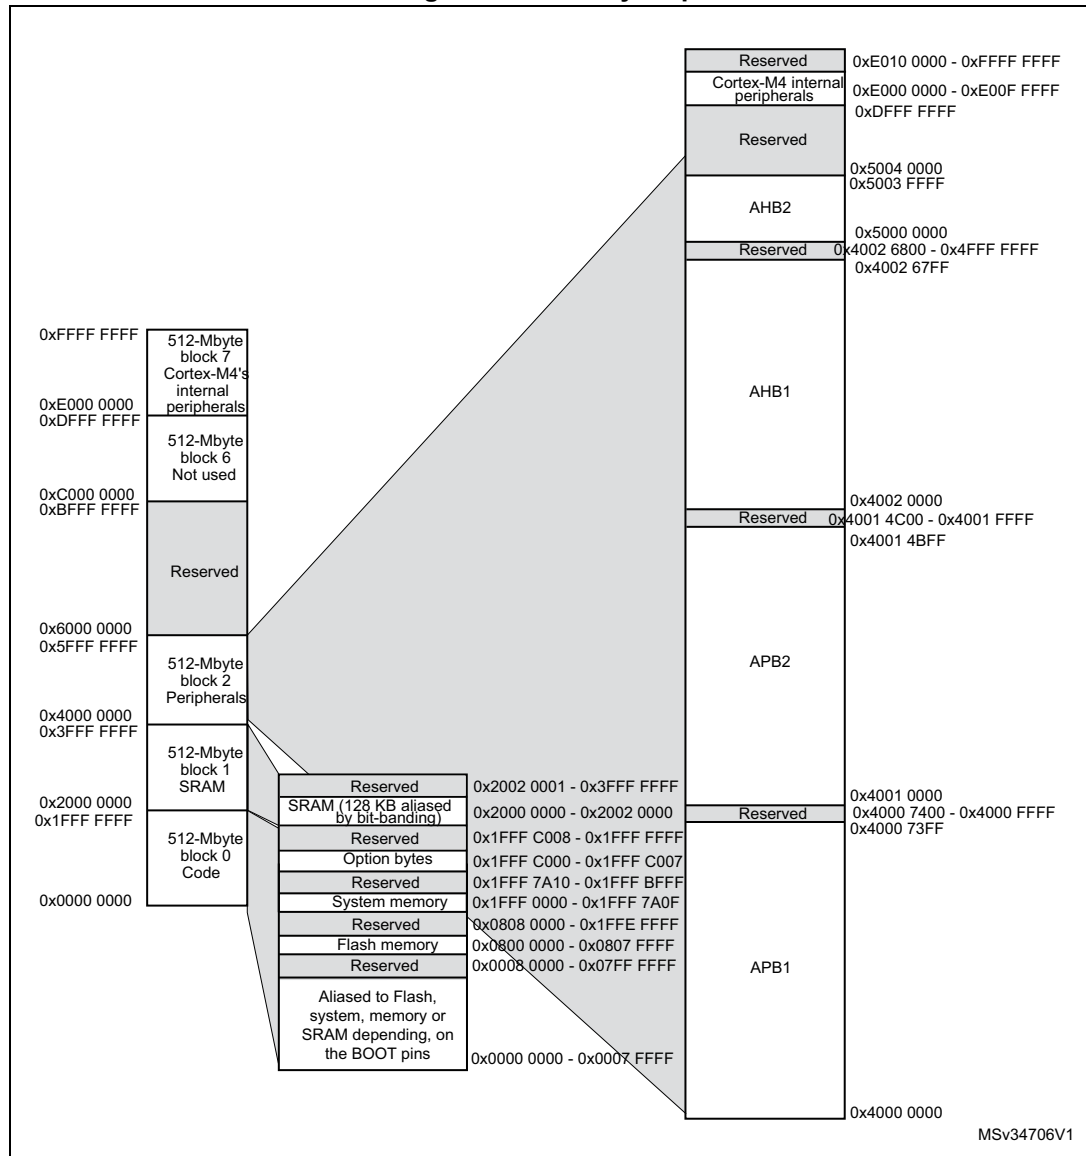 0xFFFF FFFF
512-Mbyte
block 7
Cortex-M4's
internal
peripherals
0xE000 0000
0xDFFF FFFF
512-Mbyte
block 6
Not used
0xC000 0000
0xBFFF FFFF
Reserved
0x6000 0000
0x5FFF FFFF
512-Mbyte
block 2
Peripherals
0x4000 0000
0x3FFF FFFF
512-Mbyte
block 1
SRAM
0x2000 0000
0x1FFF FFFF
512-Mbyte
block 0
Code
0x0000 0000
Reserved 0x2002 0001 - 0x3FFF FFFF
SRAM (128 KB aliased
by bit-banding)
0x2000 0000 - 0x2002 0000
Reserved 0x1FFF C008 - 0x1FFF FFFF
Option bytes 0x1FFF C000 - 0x1FFF C007
Reserved 0x1FFF 7A10 - 0x1FFF BFFF
System memory 0x1FFF 0000 - 0x1FFF 7A0F
Reserved 0x0808 0000 - 0x1FFE FFFF
Flash memory 0x0800 0000 - 0x0807 FFFF
Reserved 0x0008 0000 - 0x07FF FFFF
Aliased to Flash,
system, memory or
SRAM depending, on
the BOOT pins
0x0000 0000 - 0x0007 FFFF
Reserved 0xE010 0000 - 0xFFFF FFFF
Cortex-M4 internal
peripherals
0xE000 0000 - 0xE00F FFFF
0xDFFF FFFF
Reserved
0x5004 0000
0x5003 FFFF
AHB2
0x5000 0000
Reserved 0x4002 6800 - 0x4FFF FFFF
0x4002 67FF
AHB1
0x4002 0000
Reserved 0x4001 4C00 - 0x4001 FFFF
0x4001 4BFF
APB2
0x4001 0000
Reserved 0x4000 7400 - 0x4000 FFFF
0x4000 73FF
APB1
0x4000 0000
MSv34706V1